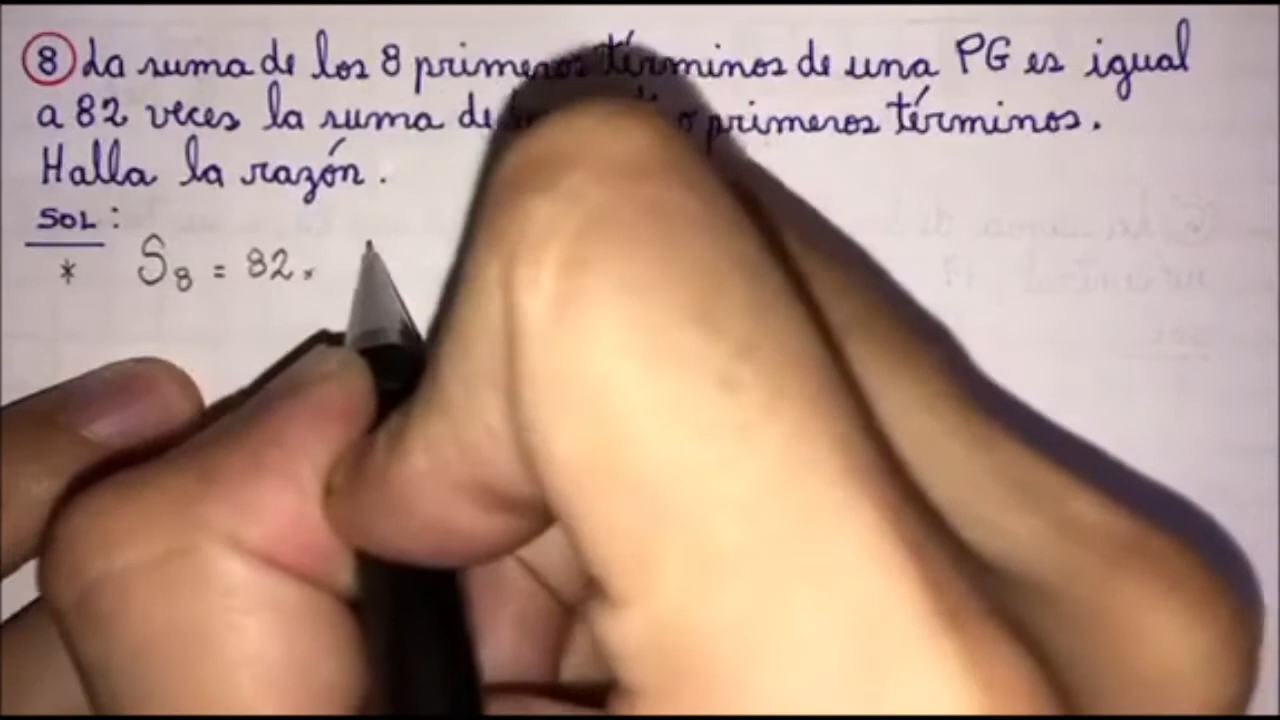 8 La suma de los 8 primeros términos de una PG es igual
a 82 veces la suma de primeros términos.
Halla la razón.
SOL:
* S₈ = 82 ×